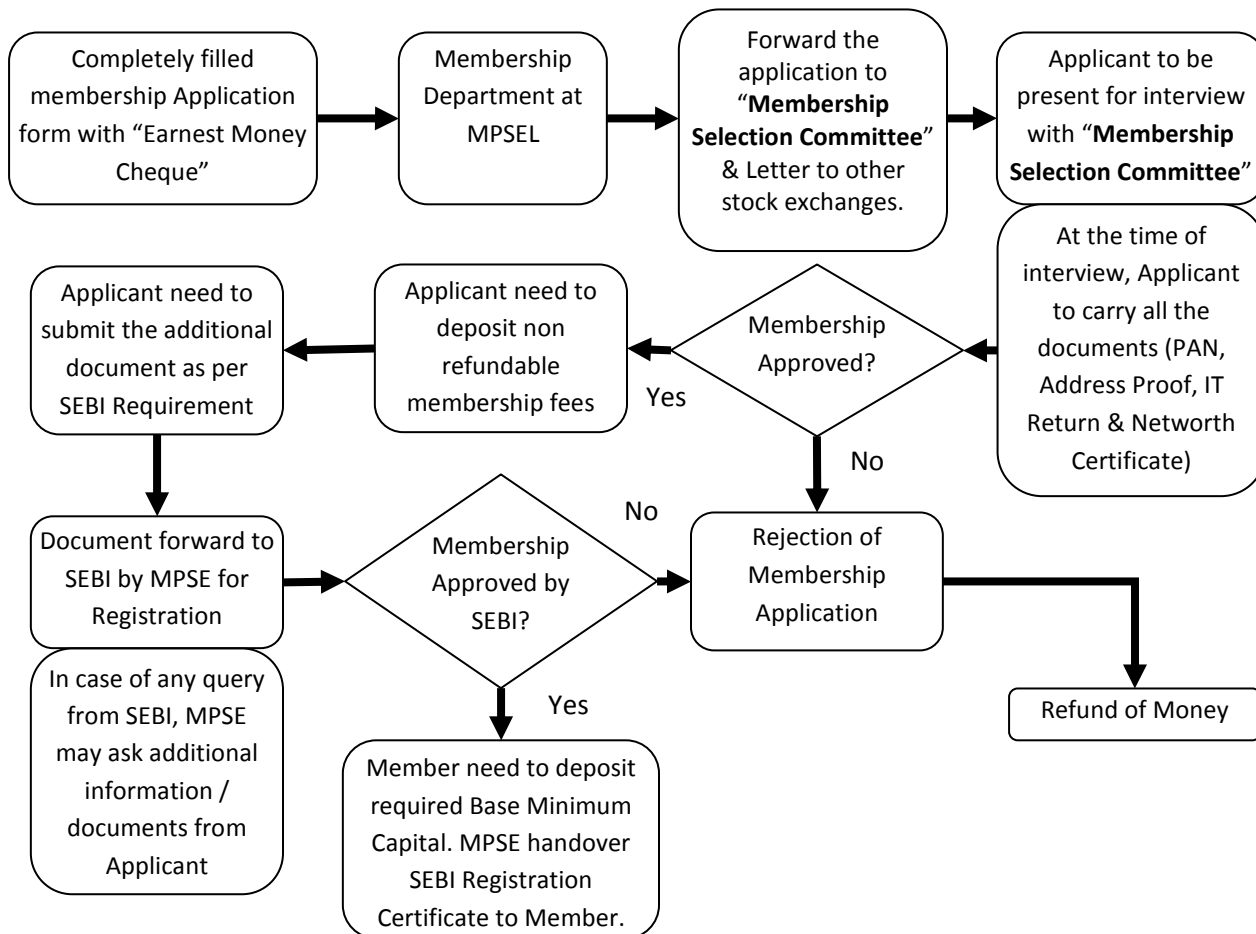 Completely filled
membership Application
form with “Earnest Money
Cheque”
Membership
Department at
MPSEL
Forward the
application to
“Membership
Selection Committee”
& Letter to other
stock exchanges.
Applicant to be
present for interview
with “Membership
Selection Committee”
At the time of
interview, Applicant
to carry all the
documents (PAN,
Address Proof, IT
Return & Networth
Certificate)
Membership
Approved?
Yes
No
Applicant need to
deposit non
refundable
membership fees
Applicant need to
submit the additional
document as per
SEBI Requirement
Document forward to
SEBI by MPSE for
Registration
In case of any query
from SEBI, MPSE
may ask additional
information /
documents from
Applicant
Membership
Approved by
SEBI?
No
Yes
Rejection of
Membership
Application
Refund of Money
Member need to deposit
required Base Minimum
Capital. MPSE handover
SEBI Registration
Certificate to Member.